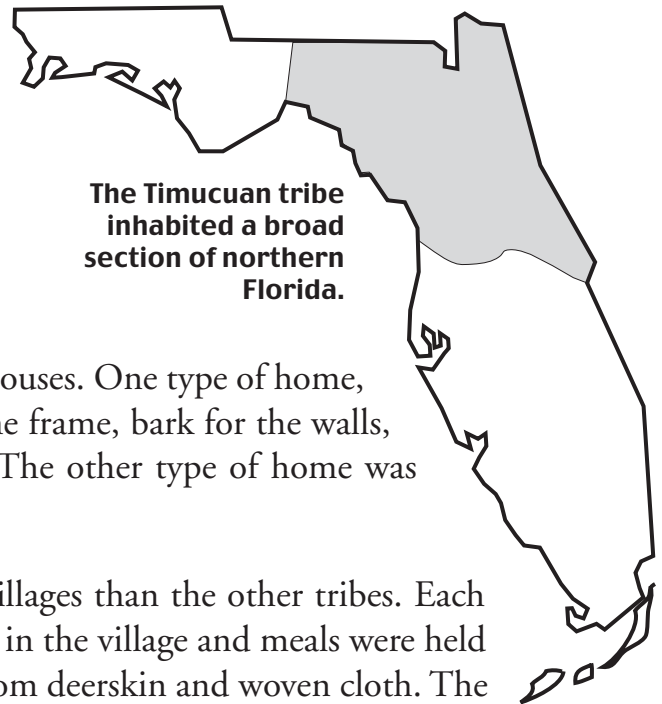 The Timucuan tribe
inhabited a broad
section of northern
Florida.
ouses. One type of home,
e frame, bark for the walls,
The other type of home was
illages than the other tribes. Each
in the village and meals were held
om deerskin and woven cloth. The